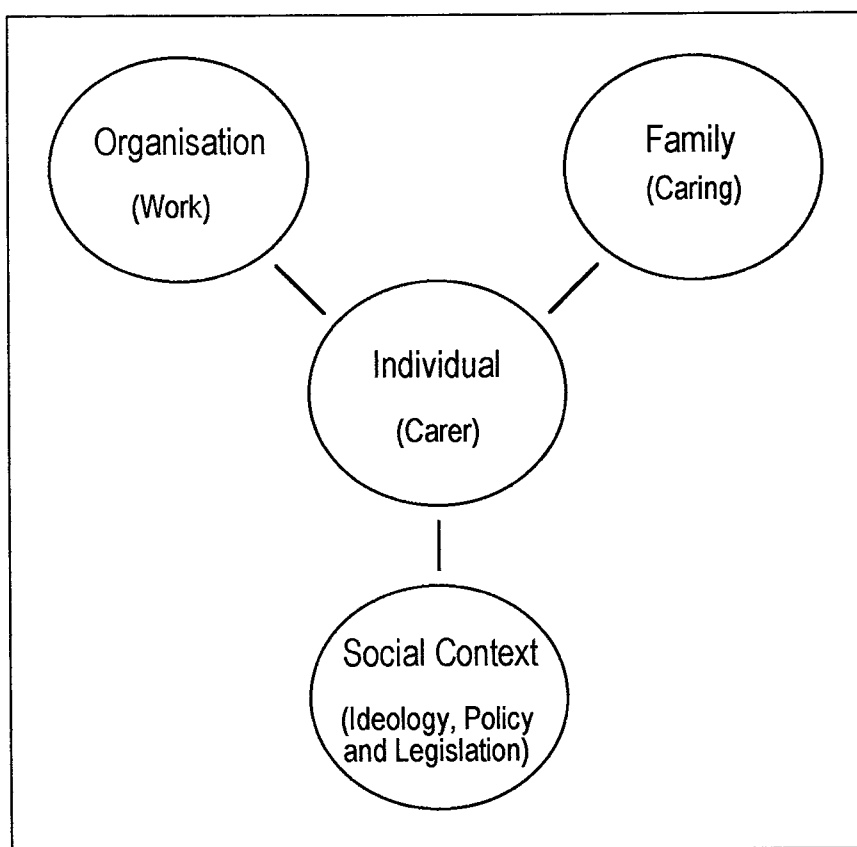 Organisation
(Work)
Family
(Caring)
Individual
(Carer)
Social Context
(Ideology, Policy
and Legislation)